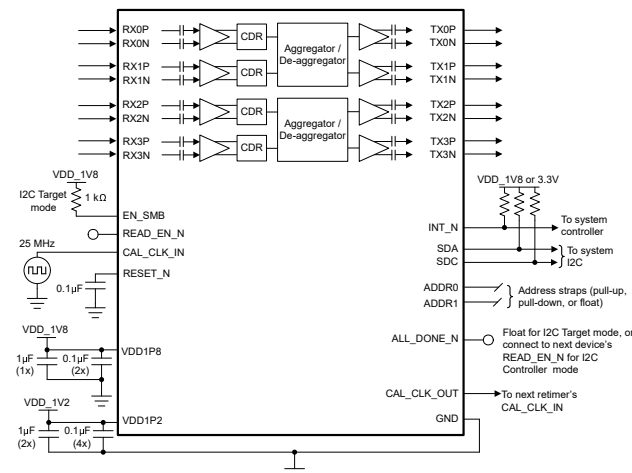 RX0P
RX0N
CDR
Aggregator /
De-aggregator
TX0P
TX0N
RX1P
RX1N
CDR
TX1P
TX1N
RX2P
RX2N
CDR
Aggregator /
De-aggregator
TX2P
TX2N
RX3P
RX3N
CDR
TX3P
TX3N
VDD_1V8
I2C Target
mode
1 kΩ
EN_SMB
READ_EN_N
25 MHz
CAL_CLK_IN
RESET_N
0.1µF
VDD_1V8
VDD1P8
1µF
(1x)
0.1µF
(2x)
VDD_1V2
VDD1P2
1µF
(2x)
0.1µF
(4x)
VDD_1V8 or 3.3V
INT_N
To system
controller
SDA
SDC
To system
I2C
ADDR0
ADDR1
Address straps (pull-up,
pull-down, or float)
ALL_DONE_N
Float for I2C Target mode, or
connect to next device's
READ_EN_N for I2C
Controller mode
CAL_CLK_OUT
To next retimer's
CAL_CLK_IN
GND